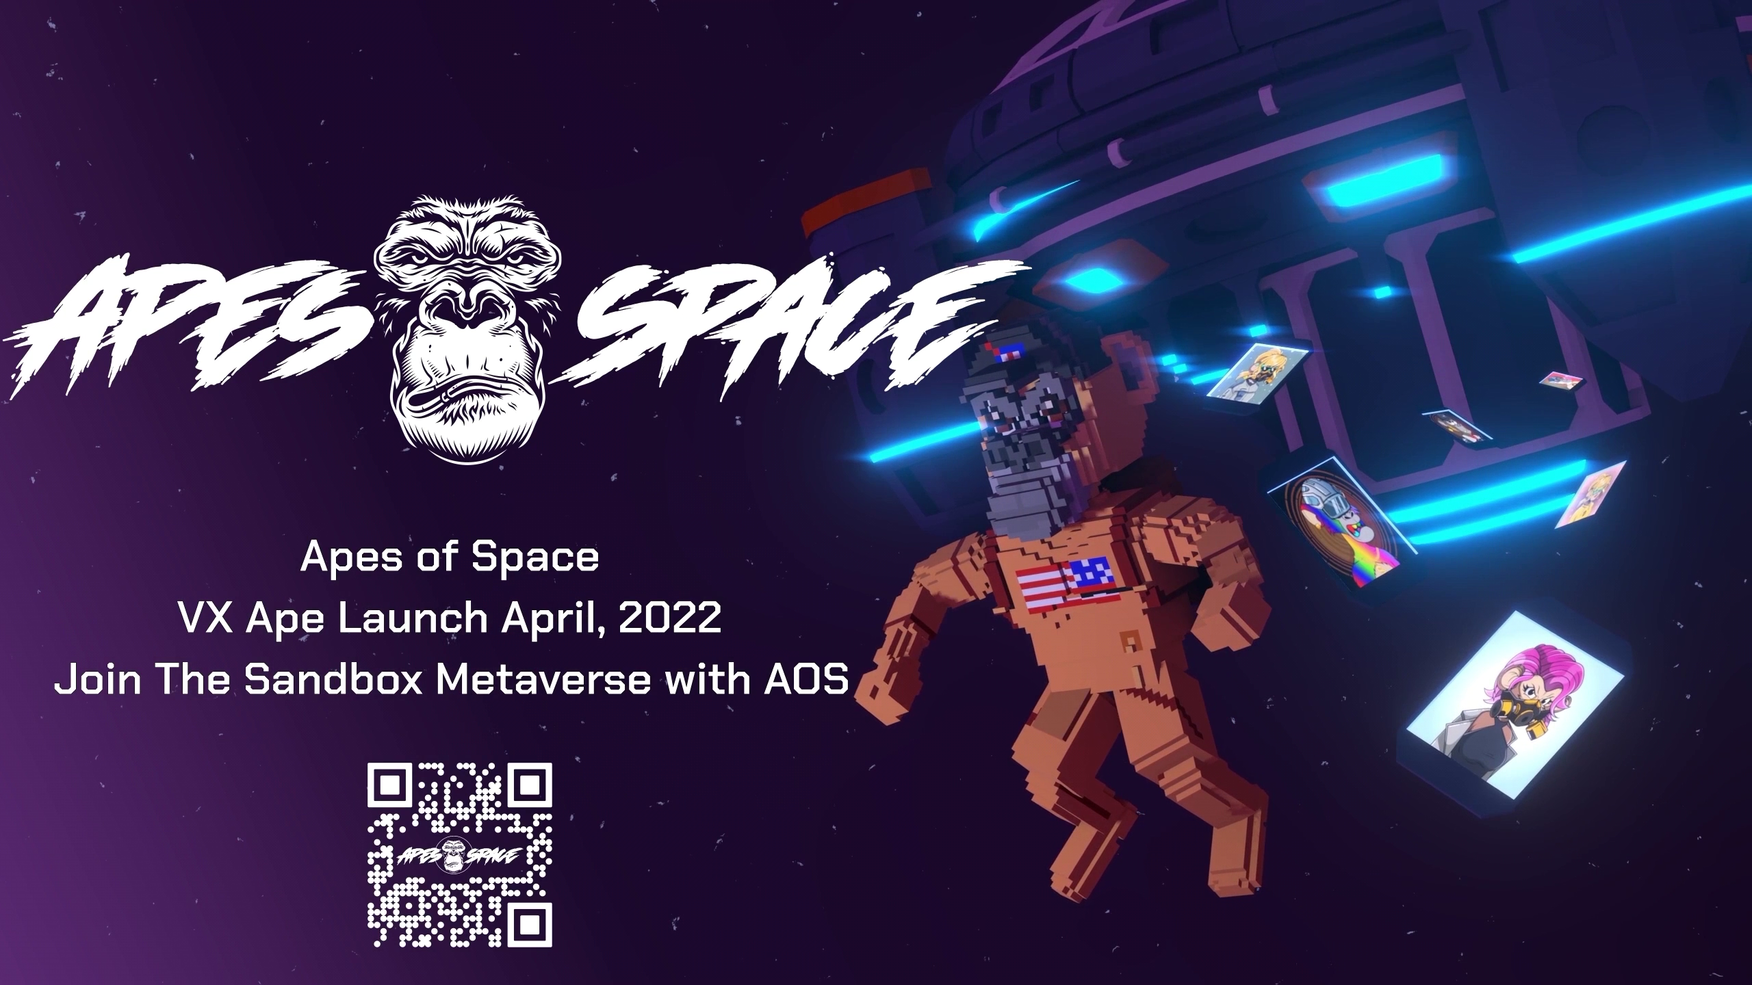 APES SPACE
Apes of Space
VX Ape Launch April, 2022
Join The Sandbox Metaverse with AOS
APES SPACE